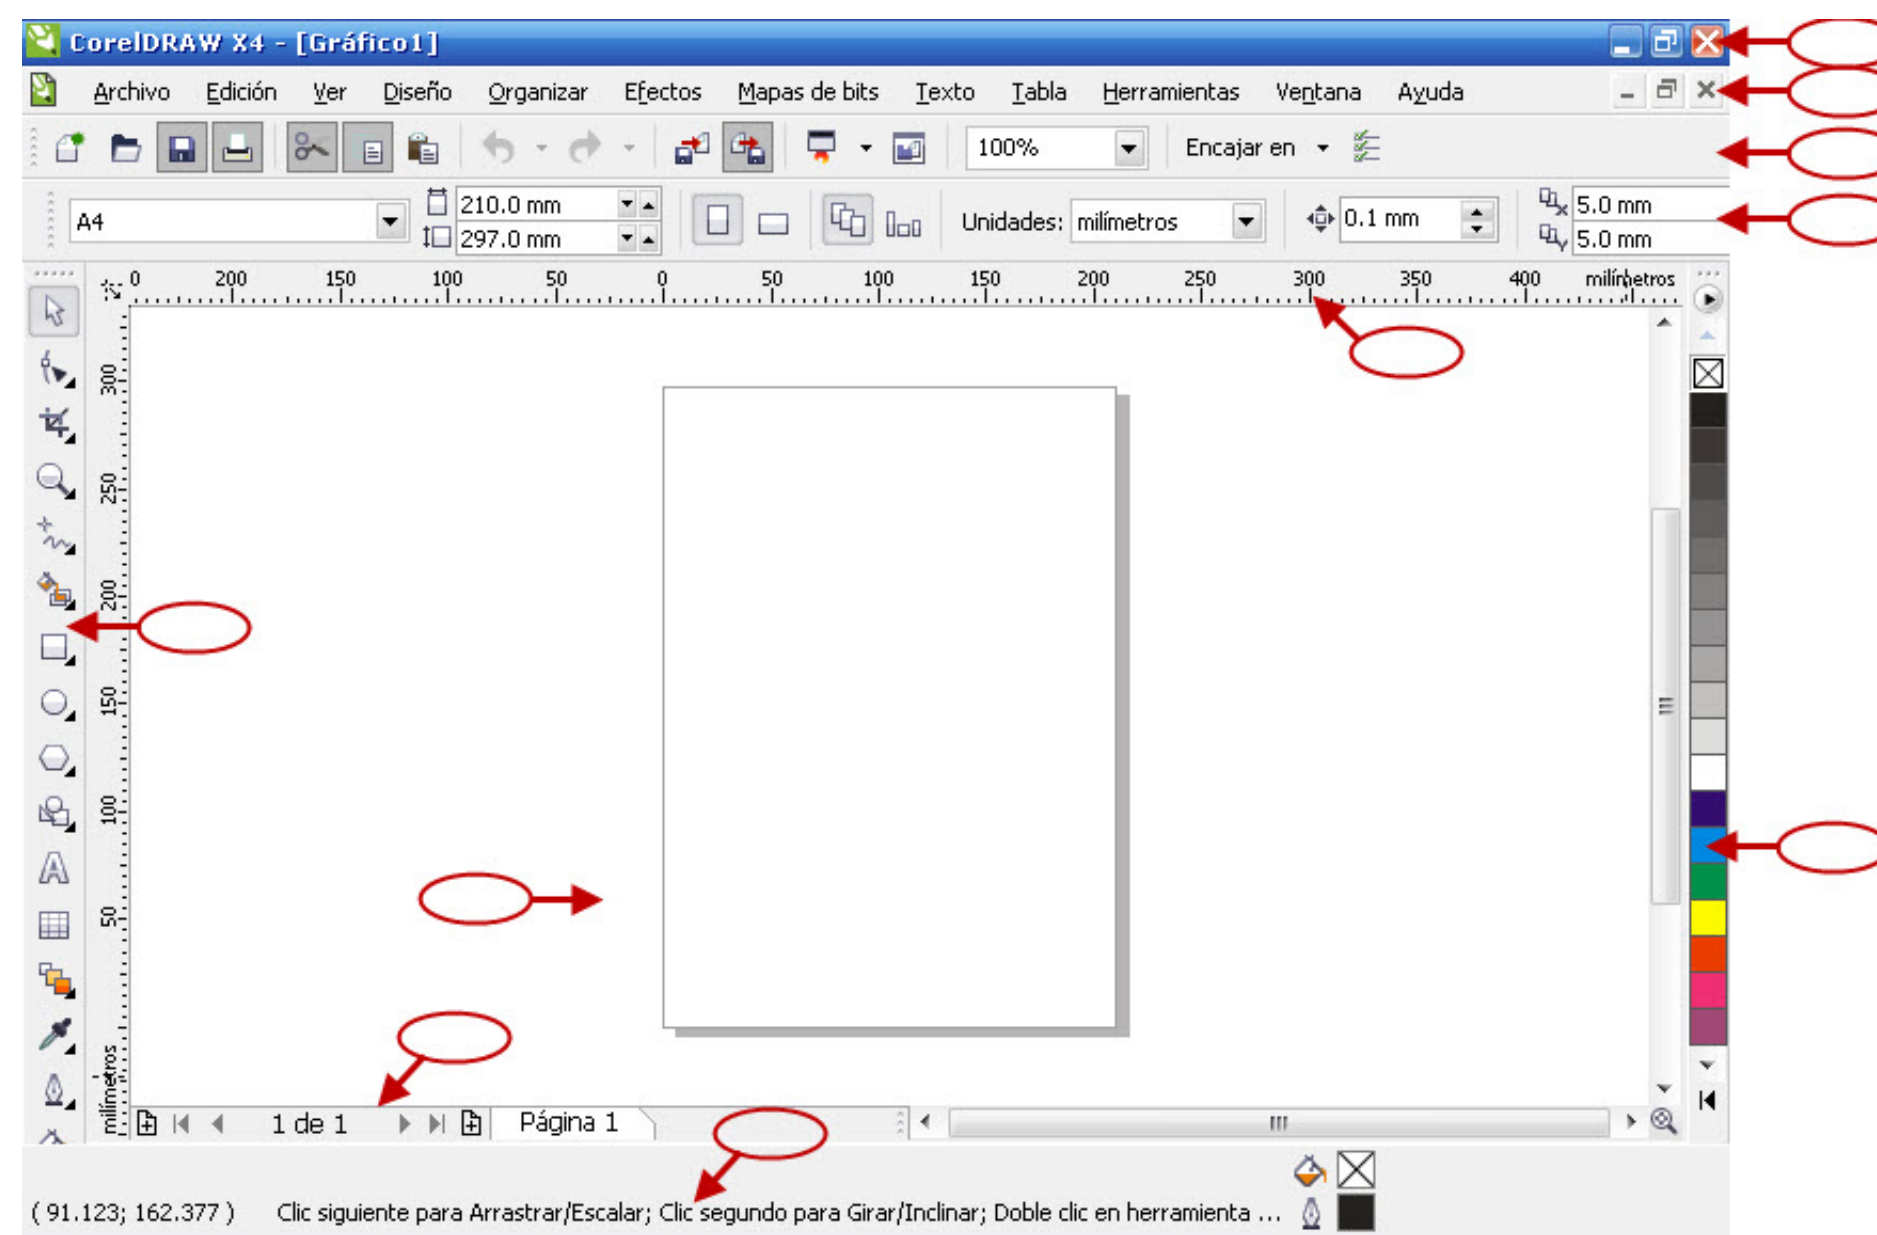 CorelDRAW X4 - [Gráfico1]
Archivo Edición Ver Diseño Organizar Efectos Mapas de bits Texto Tabla Herramientas Ventana Ayuda
100% Encajar en
A4 210.0 mm 297.0 mm Unidades: milímetros 0.1 mm 5.0 mm 5.0 mm
0 200 150 100 50 0 50 100 150 200 250 300 350 400 milímetros
300
250
200
150
100
50
milímetros
1 de 1 Página 1
( 91.123; 162.377 ) Clic siguiente para Arrastrar/Escalar; Clic segundo para Girar/Inclinar; Doble clic en herramienta ...